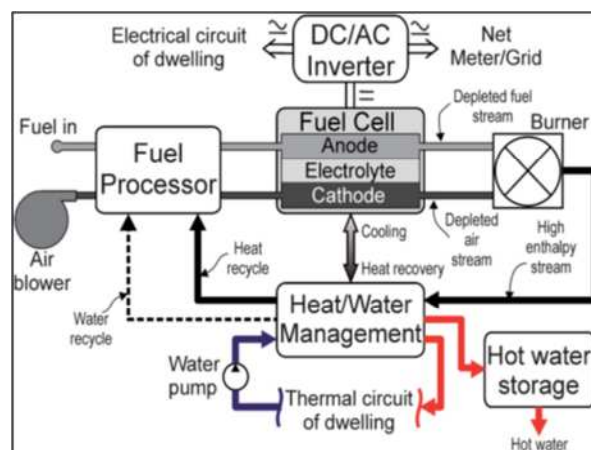 Electrical circuit
of dwelling
DC/AC
Inverter
Net
Meter/Grid
Fuel in
Fuel
Processor
Fuel Cell
Anode
Electrolyte
Cathode
Depleted fuel
stream
Burner
Air
blower
Heat
recycle
Water
recycle
Cooling
Heat recovery
Depleted
air
stream
High
enthalpy
stream
Heat/Water
Management
Water
pump
Thermal circuit
of dwelling
Hot water
storage
Hot water